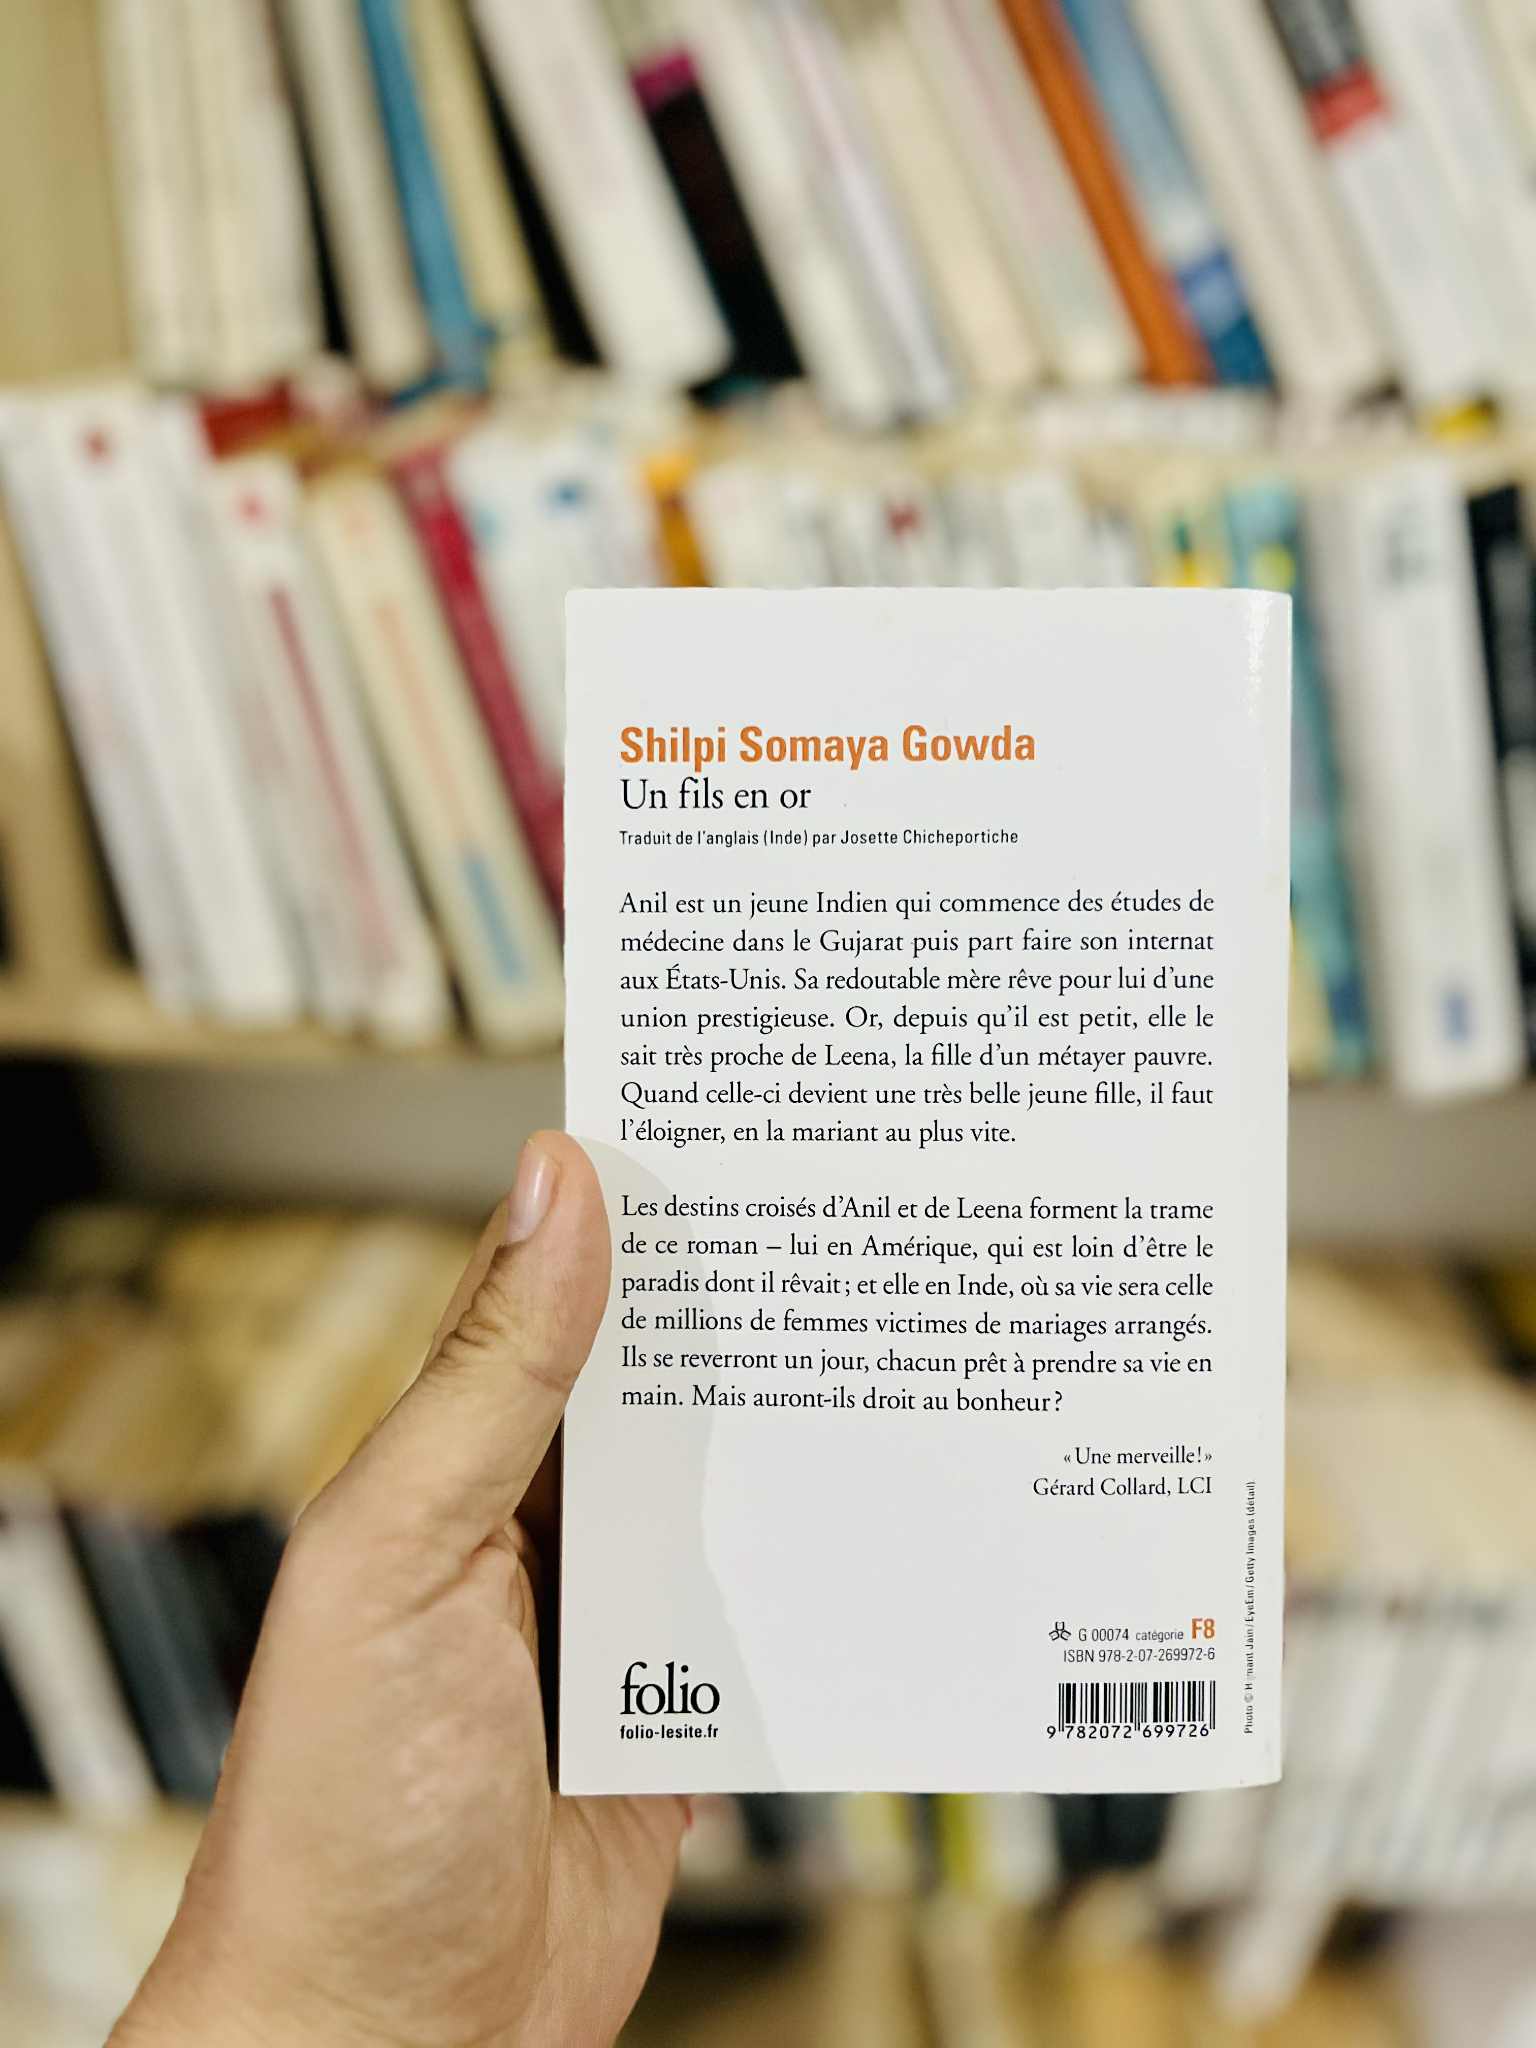 Shilpi Somaya Gowda
Un fils en or
Traduit de l'anglais (Inde) par Josette Chicheportiche
Anil est un jeune Indien qui commence des études de
médecine dans le Gujarat puis part faire son internat
aux États-Unis. Sa redoutable mère rêve pour lui d'une
union prestigieuse. Or, depuis qu'il est petit, elle le
sait très proche de Leena, la fille d'un métayer pauvre.
Quand celle-ci devient une très belle jeune fille, il faut
l'éloigner, en la mariant au plus vite.
Les destins croisés d'Anil et de Leena forment la trame
de ce roman – lui en Amérique, qui est loin d'être le
paradis dont il rêvait ; et elle en Inde, où sa vie sera celle
de millions de femmes victimes de mariages arrangés.
Ils se reverront un jour, chacun prêt à prendre sa vie en
main. Mais auront-ils droit au bonheur ?
« Une merveille ! »
Gérard Collard, LCI
G 00074 catégorie F8
ISBN 978-2-07-269972-6
9 782072 699726
folio
folio-lesite.fr
Photo © Jain / EyeEm / Getty Images (détail).